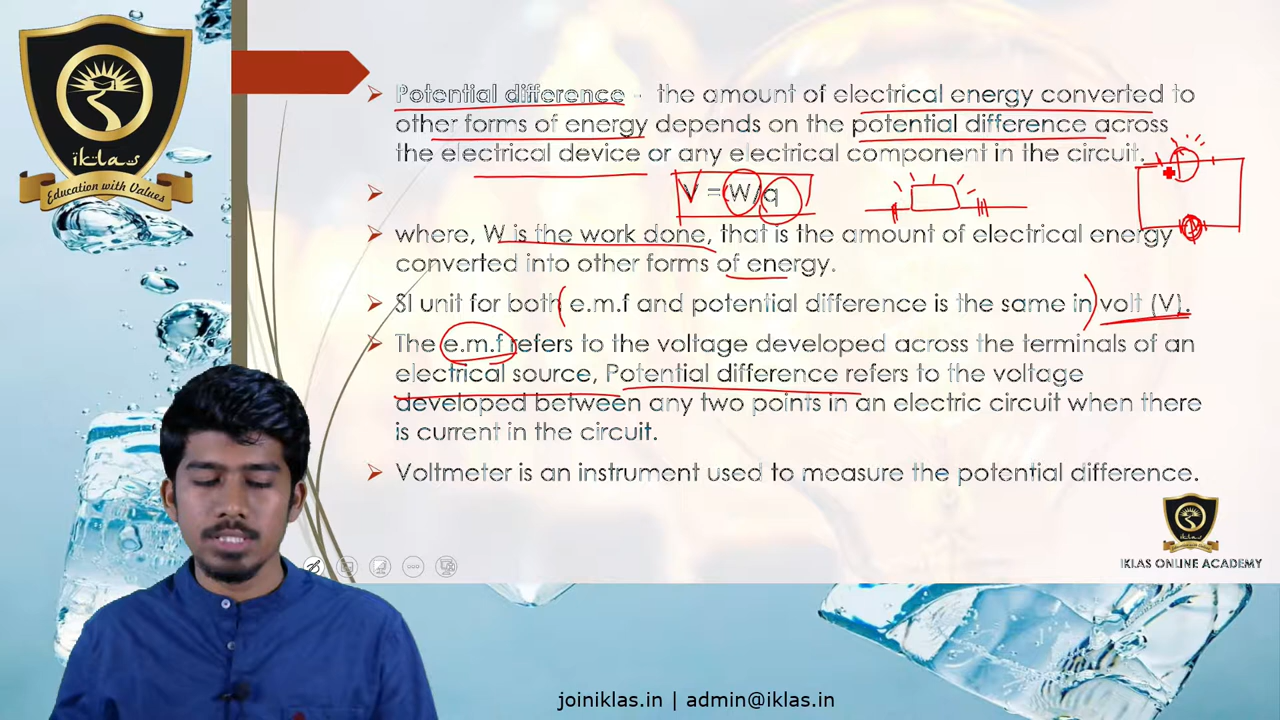 iklas
Education with Values
Potential difference - the amount of electrical energy converted to
other forms of energy depends on the potential difference across
the electrical device or any electrical component in the circuit.
V = W/q
where, W is the work done, that is the amount of electrical energy
converted into other forms of energy.
SI unit for both e.m.f and potential difference is the same in volt (V).
The e.m.f refers to the voltage developed across the terminals of an
electrical source, Potential difference refers to the voltage
developed between any two points in an electric circuit when there
is current in the circuit.
Voltmeter is an instrument used to measure the potential difference.
iklas
IKLAS ONLINE ACADEMY
joiniklas.in | admin@iklas.in